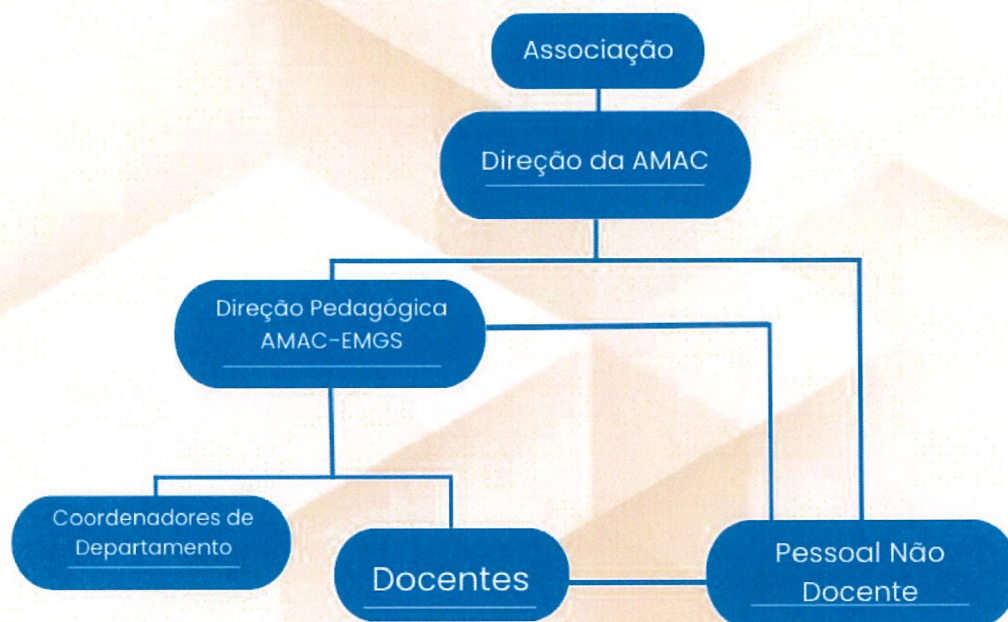 Associação
Direção da AMAC
Direção Pedagógica
AMAC-EMGS
Coordenadores de
Departamento
Docentes
Pessoal Não
Docente